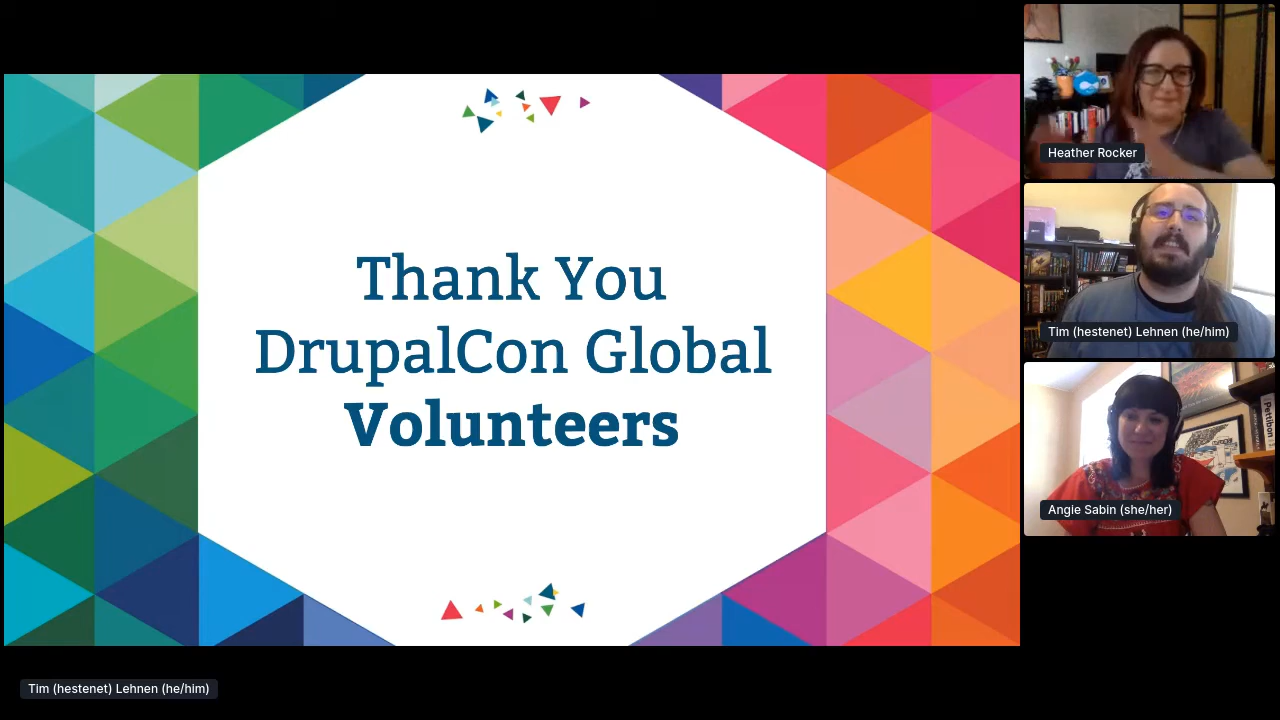 Thank You
DrupalCon Global
Volunteers
Heather Rocker
Tim (hestenet) Lehnen (he/him)
Pettibon
Angie Sabin (she/her)
Tim (hestenet) Lehnen (he/him)